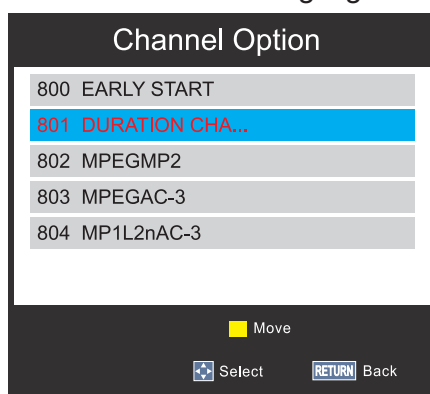 Channel Option
800 EARLY START
801 DURATION CHA...
802 MPEGMP2
803 MPEGAC-3
804 MP1L2nAC-3
Move
Select RETURN Back